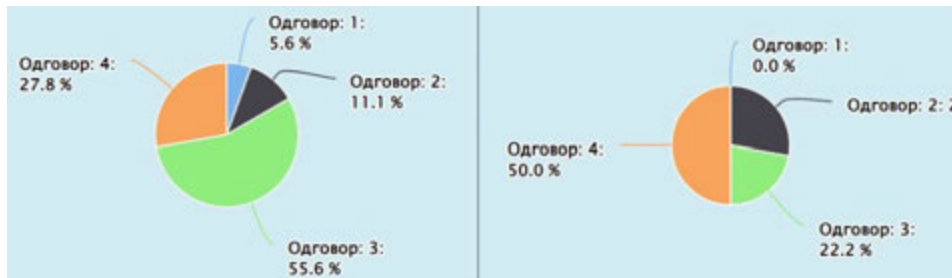 Одговор: 1:
5.6 %
Одговор: 4:
27.8 %
Одговор: 2:
11.1 %
Одговор: 3:
55.6 %
Одговор: 1:
0.0 %
Одговор: 2:
Одговор: 4:
50.0 %
Одговор: 3:
22.2 %